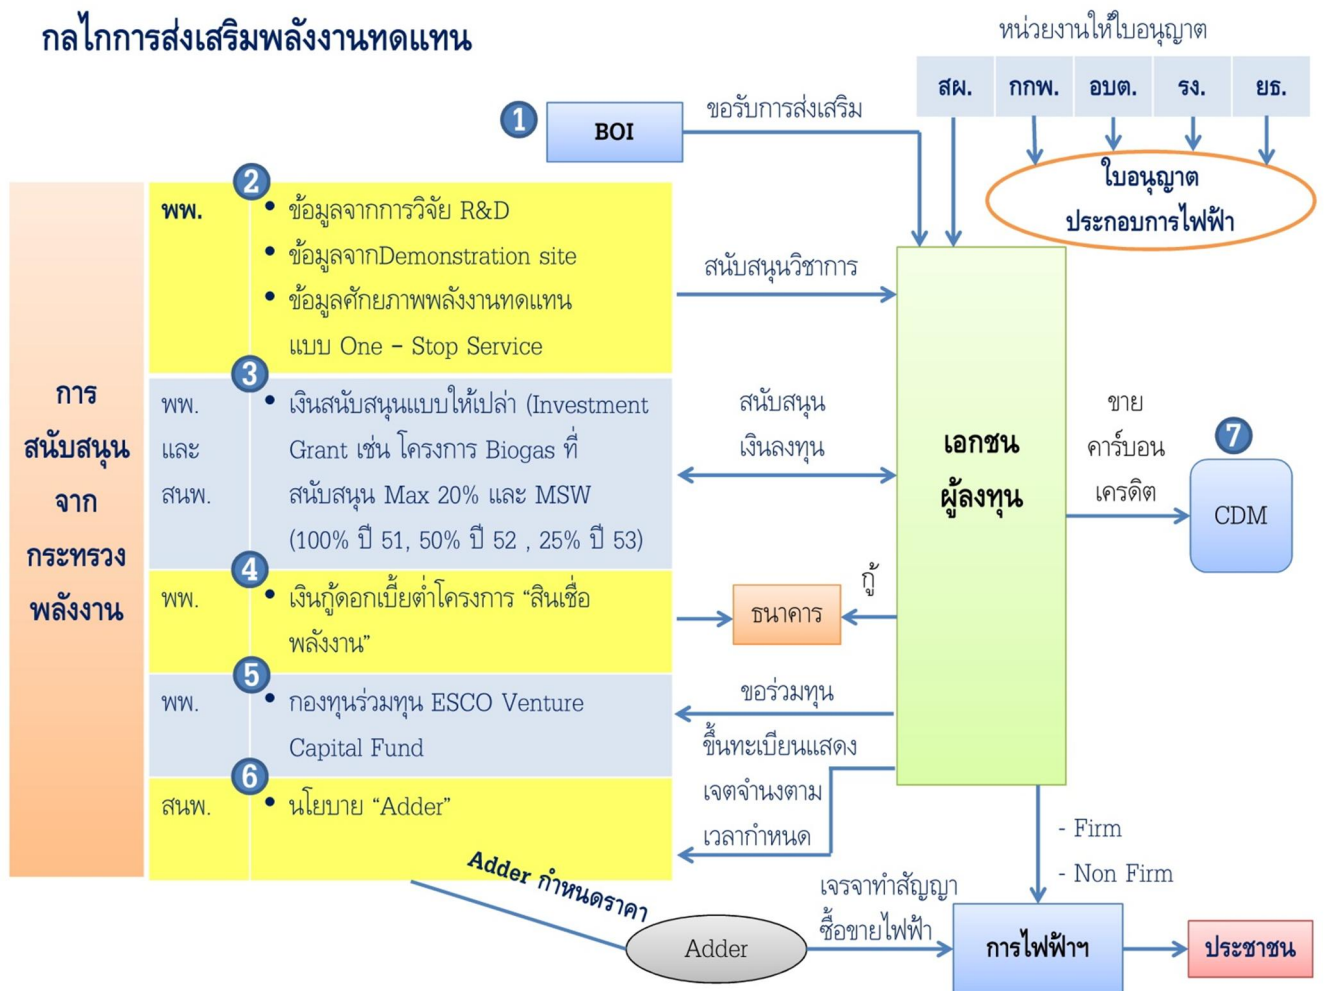 กลไกการส่งเสริมพลังงานทดแทน
หน่วยงานให้ใบอนุญาต
สผ. กกพ. อบต. รง. ยธ.
ใบอนุญาต
ประกอบการไฟฟ้า
1
BOI
ขอรับการส่งเสริม
การ
สนับสนุน
จาก
กระทรวง
พลังงาน
2
พพ.
• ข้อมูลจากการวิจัย R&D
• ข้อมูลจากDemonstration site
• ข้อมูลศักยภาพพลังงานทดแทน
แบบ One – Stop Service
สนับสนุนวิชาการ
3
พพ.
และ
สนพ.
• เงินสนับสนุนแบบให้เปล่า (Investment
Grant เช่น โครงการ Biogas ที่
สนับสนุน Max 20% และ MSW
(100% ปี 51, 50% ปี 52 , 25% ปี 53)
สนับสนุน
เงินลงทุน
เอกชน
ผู้ลงทุน
ขาย
คาร์บอน
เครดิต
7
CDM
4
พพ.
• เงินกู้ดอกเบี้ยต่ำโครงการ “สินเชื่อ
พลังงาน”
ธนาคาร
กู้
5
พพ.
• กองทุนร่วมทุน ESCO Venture
Capital Fund
ขอร่วมทุน
6
สนพ.
• นโยบาย “Adder”
ขึ้นทะเบียนแสดง
เจตจำนงตาม
เวลากำหนด
- Firm
- Non Firm
Adder กำหนดราคา
Adder
เจรจาทำสัญญา
ซื้อขายไฟฟ้า
การไฟฟ้าฯ
ประชาชน